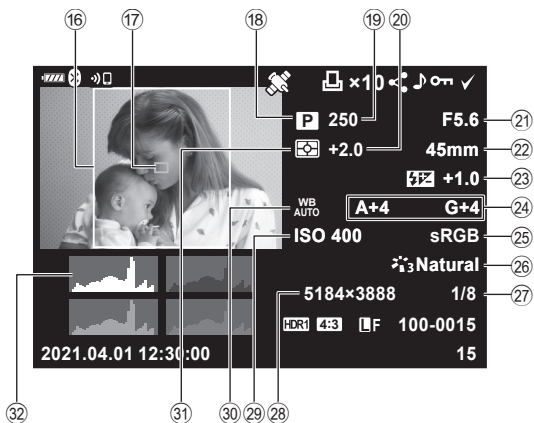 ⑯ ⑰ ⑱ ⑲ ⑳
×10
P 250 F5.6 ㉑
+2.0 45mm ㉒
+1.0 ㉓
WB AUTO A+4 G+4 ㉔
ISO 400 sRGB ㉕
3 Natural ㉖
5184×3888 1/8 ㉗
HDR1 4:3 L F 100-0015
2021.04.01 12:30:00 15
㉜ ㉛ ㉚ ㉙ ㉘